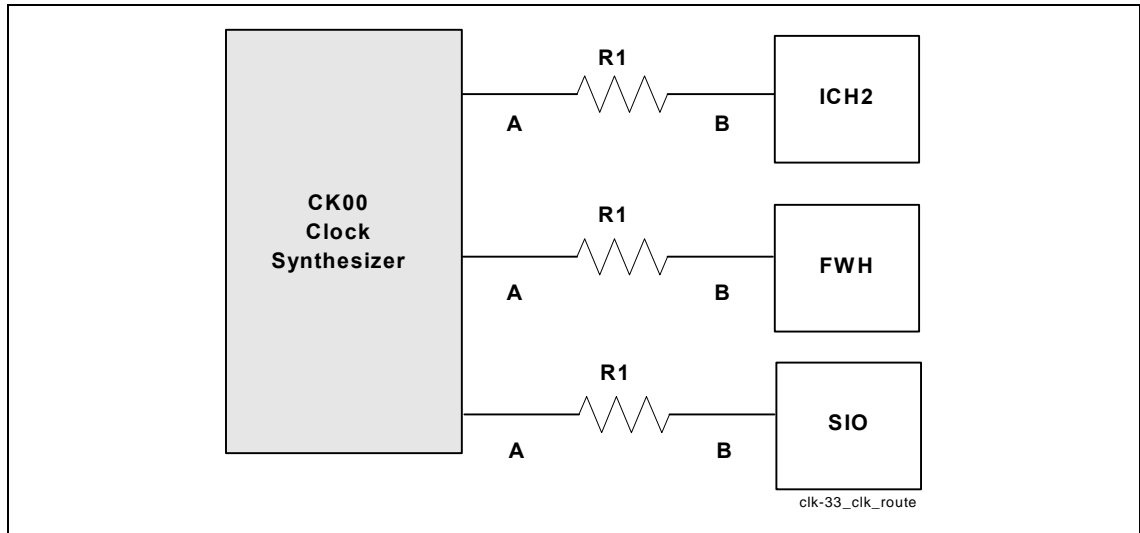 CK00
Clock
Synthesizer
R1
A
B
ICH2
R1
A
B
FWH
R1
A
B
SIO
clk-33_clk_route